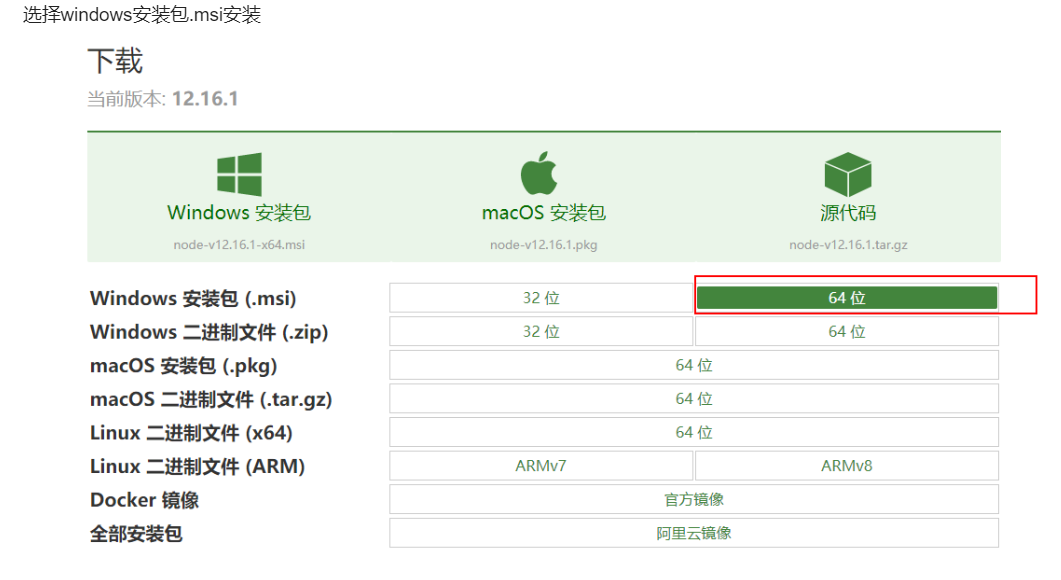 选择windows安装包.msi安装
下载
当前版本: 12.16.1
Windows 安装包 macOS 安装包 源代码
node-v12.16.1-x64.msi node-v12.16.1.pkg node-v12.16.1.tar.gz
Windows 安装包 (.msi) 32 位 64 位
Windows 二进制文件 (.zip) 32 位 64 位
macOS 安装包 (.pkg) 64 位
macOS 二进制文件 (.tar.gz) 64 位
Linux 二进制文件 (x64) 64 位
Linux 二进制文件 (ARM) ARMv7 ARMv8
Docker 镜像 官方镜像
全部安装包 阿里云镜像